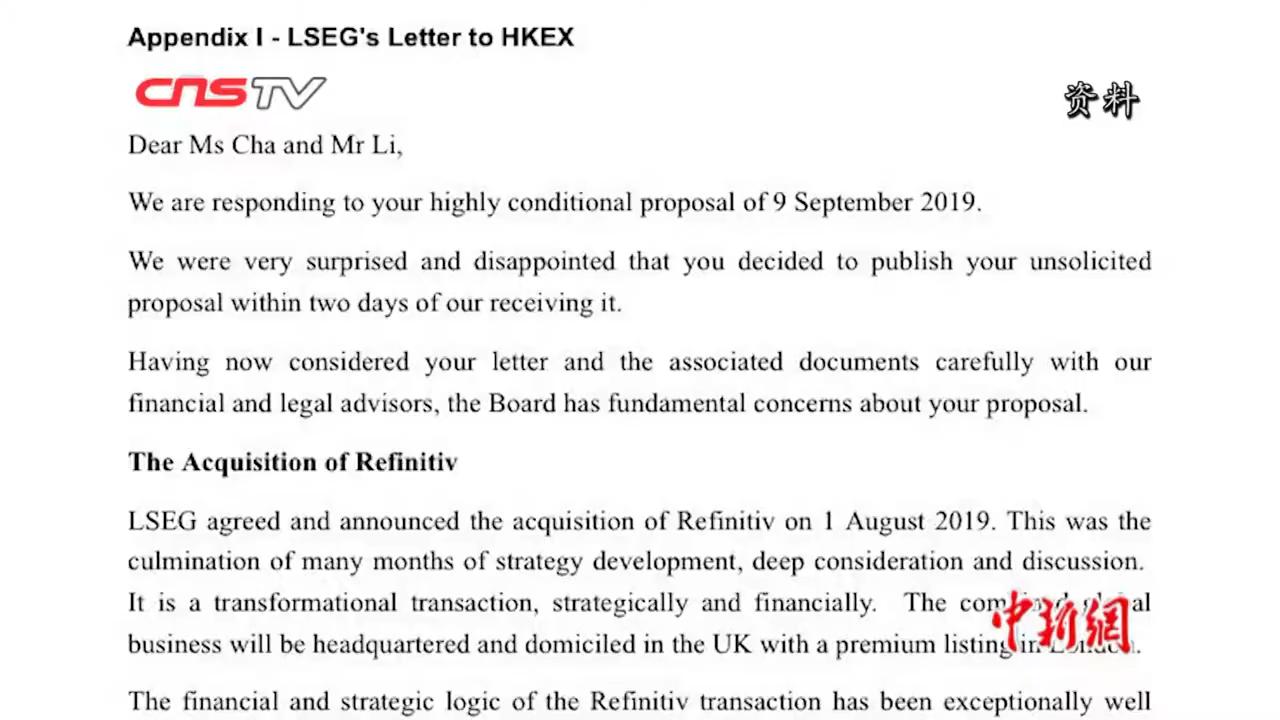 Appendix I - LSEG's Letter to HKEX
CNSTV
资料
Dear Ms Cha and Mr Li,
We are responding to your highly conditional proposal of 9 September 2019.
We were very surprised and disappointed that you decided to publish your unsolicited
proposal within two days of our receiving it.
Having now considered your letter and the associated documents carefully with our
financial and legal advisors, the Board has fundamental concerns about your proposal.
The Acquisition of Refinitiv
LSEG agreed and announced the acquisition of Refinitiv on 1 August 2019. This was the
culmination of many months of strategy development, deep consideration and discussion.
It is a transformational transaction, strategically and financially. The combined global
business will be headquartered and domiciled in the UK with a premium listing in London.
中新網
The financial and strategic logic of the Refinitiv transaction has been exceptionally well